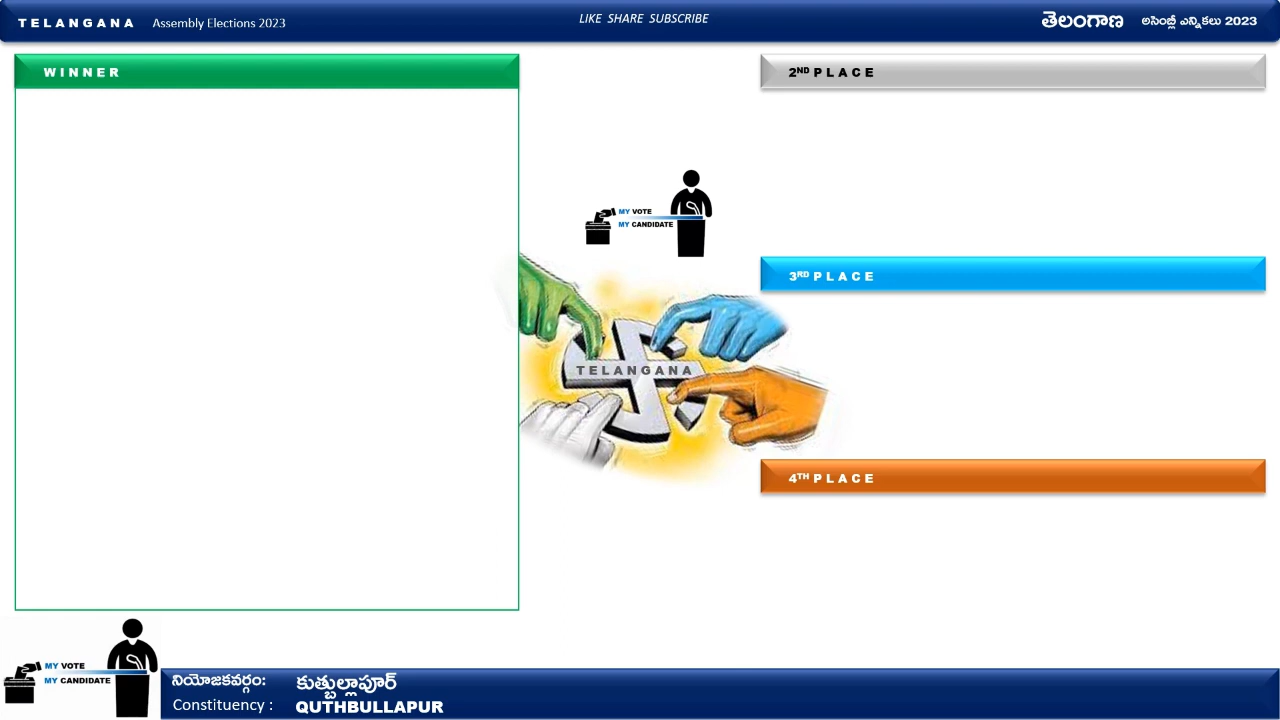 TELANGANA Assembly Elections 2023
LIKE SHARE SUBSCRIBE
తెలంగాణ అసెంబ్లీ ఎన్నికలు 2023
WINNER
2ND PLACE
MY VOTE
MY CANDIDATE
3RD PLACE
TELANGANA
4TH PLACE
MY VOTE
MY CANDIDATE
నియోజకవర్గం: కుత్బుల్లాపూర్
Constituency : QUTHBULLAPUR